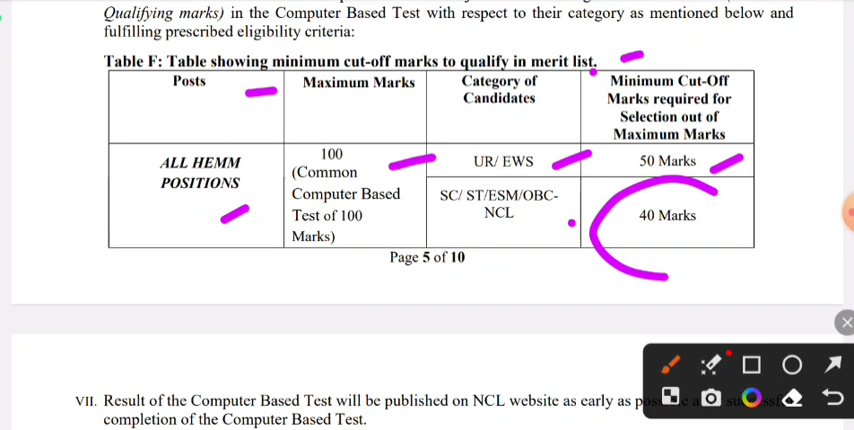 Qualifying marks) in the Computer Based Test with respect to their category as mentioned below and
fulfilling prescribed eligibility criteria:
Table F: Table showing minimum cut-off marks to qualify in merit list.
Posts
Maximum Marks
Category of
Candidates
Minimum Cut-Off
Marks required for
Selection out of
Maximum Marks
ALL HEMM
POSITIONS
100
(Common
Computer Based
Test of 100
Marks)
UR/ EWS
50 Marks
SC/ ST/ESM/OBC-
NCL
40 Marks
Page 5 of 10
VII. Result of the Computer Based Test will be published on NCL website as early as
completion of the Computer Based Test.